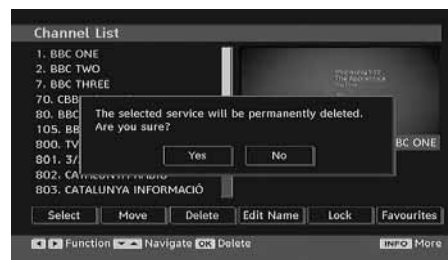 Channel List
1. BBC ONE
2. BBC TWO
7. BBC THREE
70. CBB
80. BBC
105. BB
800. TV
801. 3/
802.
803. CATALUNYA INFORMACIÓ
The selected service will be permanently deleted.
Are you sure?
Yes No
BC ONE
Select Move Delete Edit Name Lock Favourites
Function Navigate OK Delete INFO More